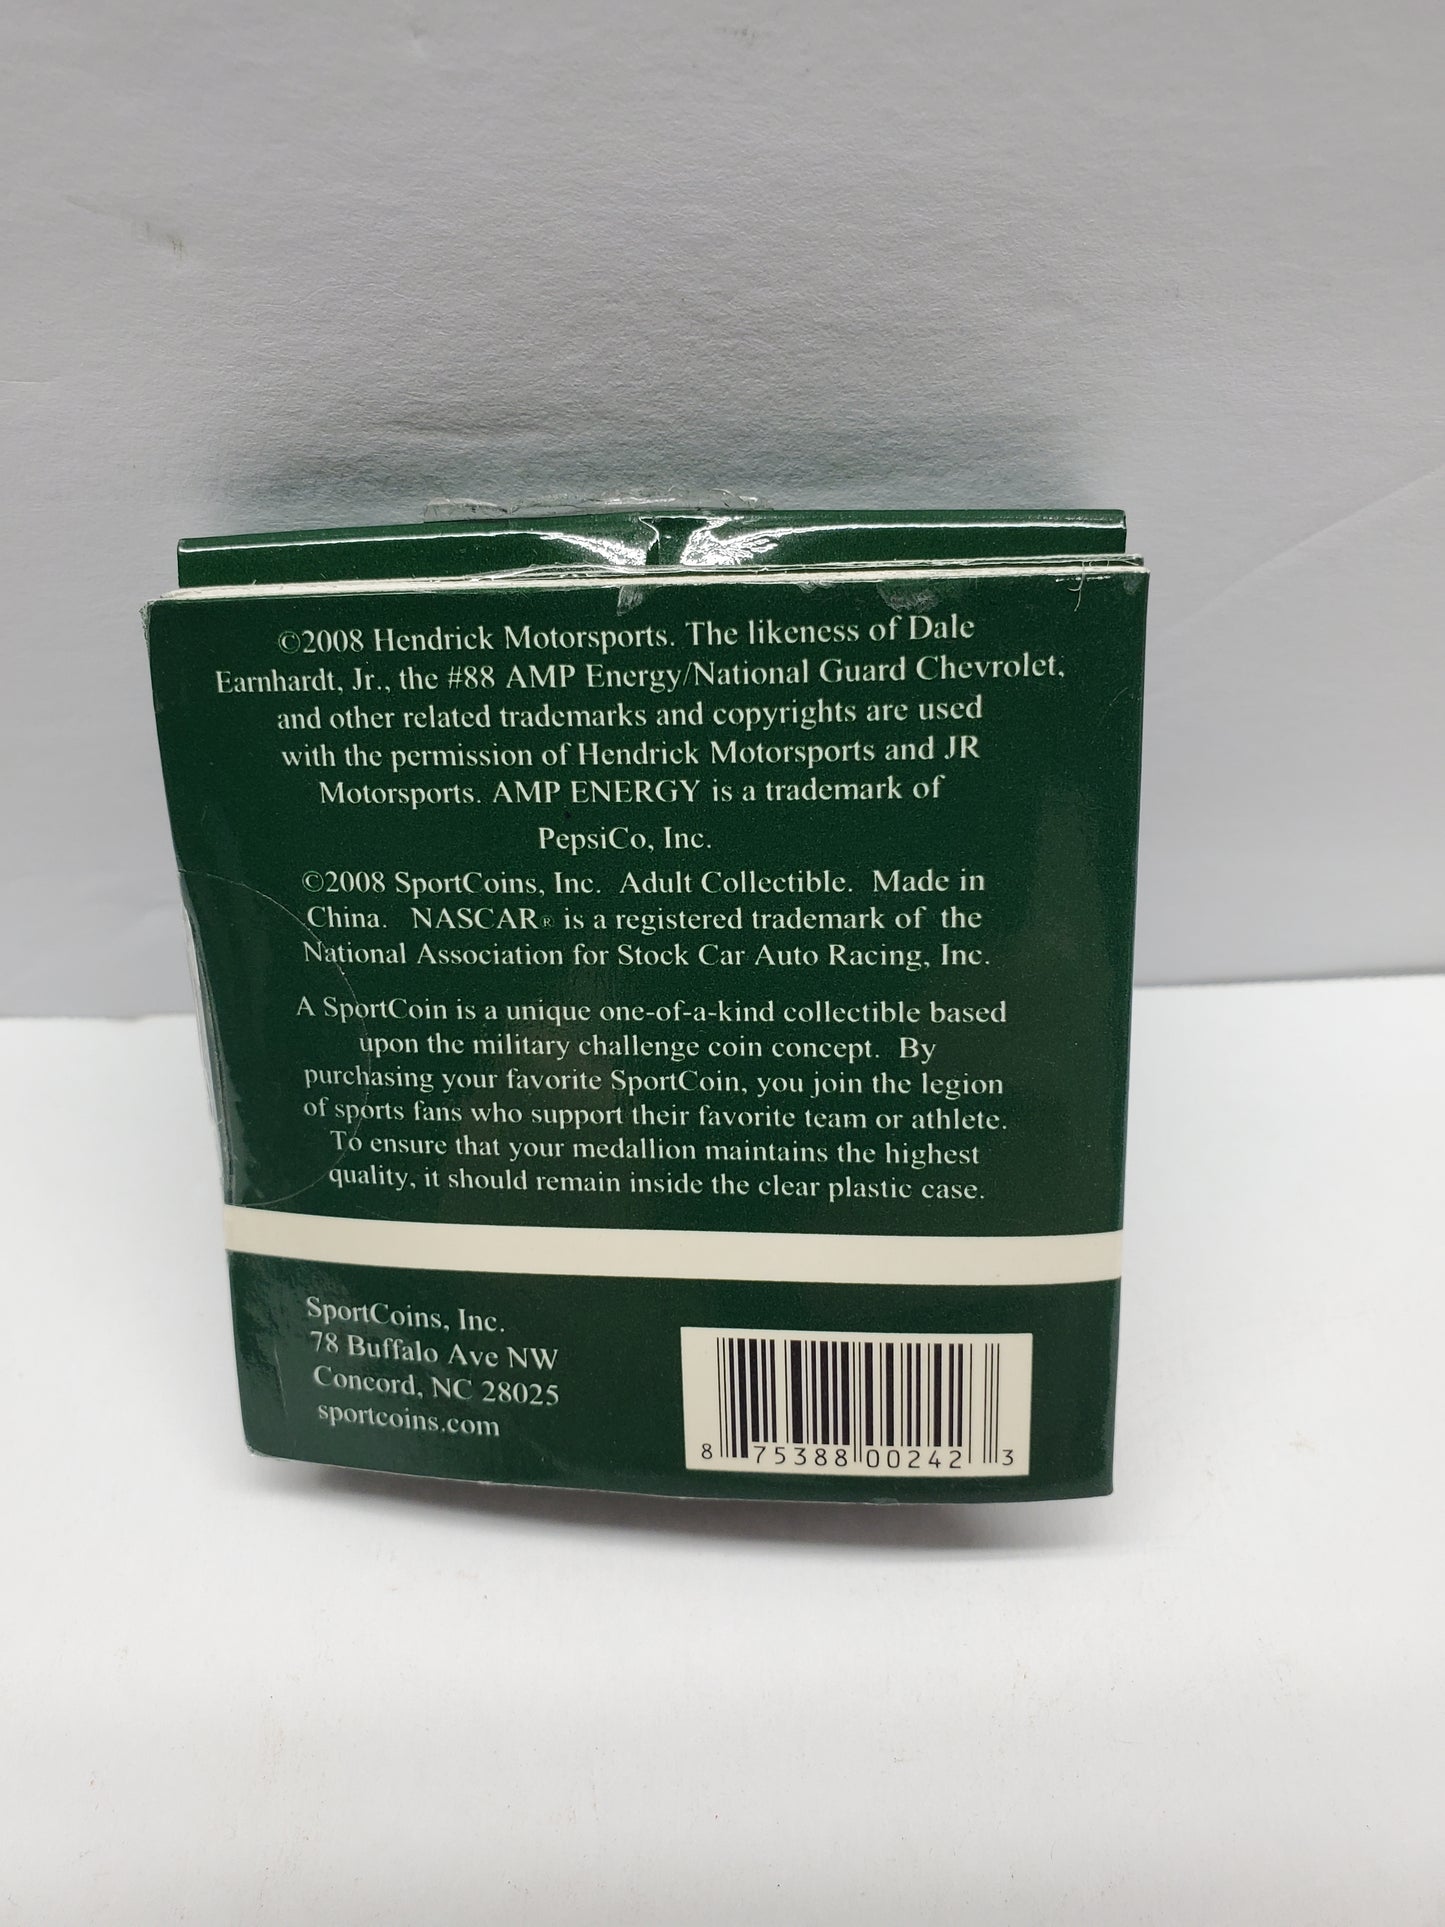 ©2008 Hendrick Motorsports. The likeness of Dale
Earnhardt, Jr., the #88 AMP Energy/National Guard Chevrolet,
and other related trademarks and copyrights are used
with the permission of Hendrick Motorsports and JR
Motorsports. AMP ENERGY is a trademark of
PepsiCo, Inc.
©2008 SportCoins, Inc. Adult Collectible. Made in
China. NASCAR® is a registered trademark of the
National Association for Stock Car Auto Racing, Inc.
A SportCoin is a unique one-of-a-kind collectible based
upon the military challenge coin concept. By
purchasing your favorite SportCoin, you join the legion
of sports fans who support their favorite team or athlete.
To ensure that your medallion maintains the highest
quality, it should remain inside the clear plastic case.
SportCoins, Inc.
78 Buffalo Ave NW
Concord, NC 28025
sportcoins.com
8 75388 00242 3